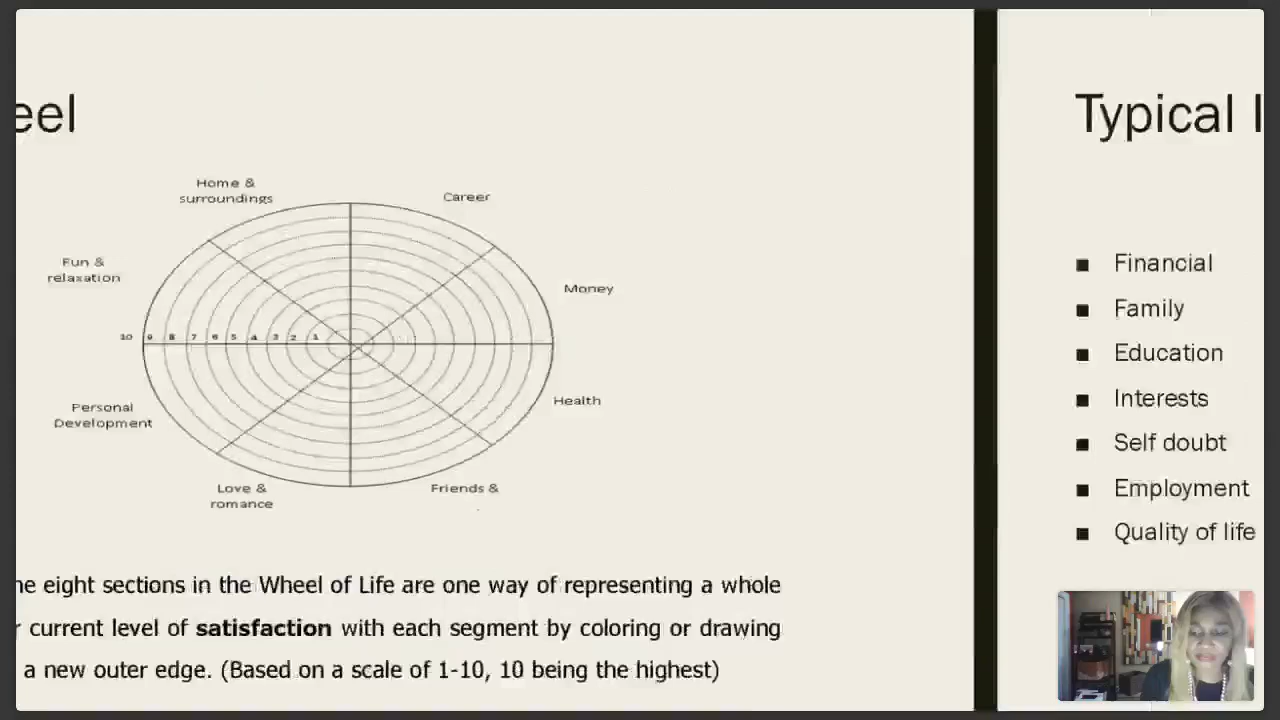 eel
Home &
surroundings
Career
Fun &
relaxation
Money
10 9 8 7 6 5 4 3 2 1
Personal
Development
Health
Love &
romance
Friends &
he eight sections in the Wheel of Life are one way of representing a whole
r current level of satisfaction with each segment by coloring or drawing
a new outer edge. (Based on a scale of 1-10, 10 being the highest)
Typical
■ Financial
■ Family
■ Education
■ Interests
■ Self doubt
■ Employment
■ Quality of life